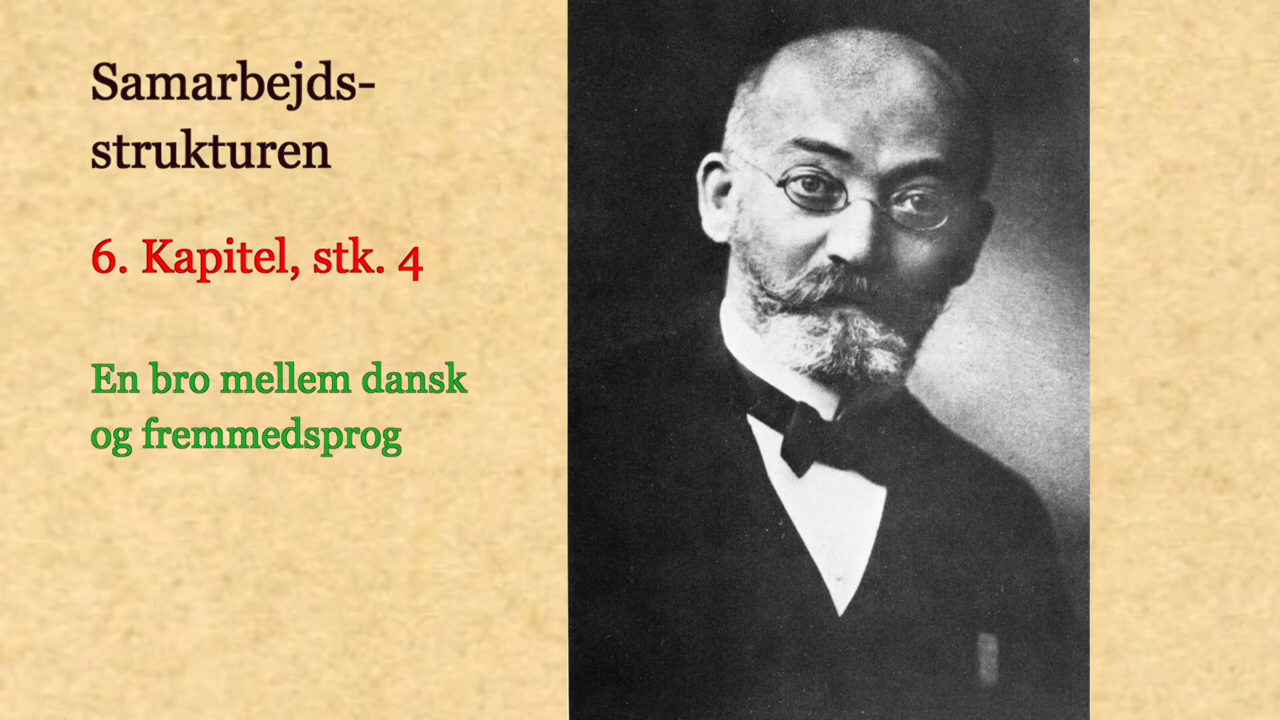 Samarbejds-
strukturen
6. Kapitel, stk. 4
En bro mellem dansk
og fremmedsprog